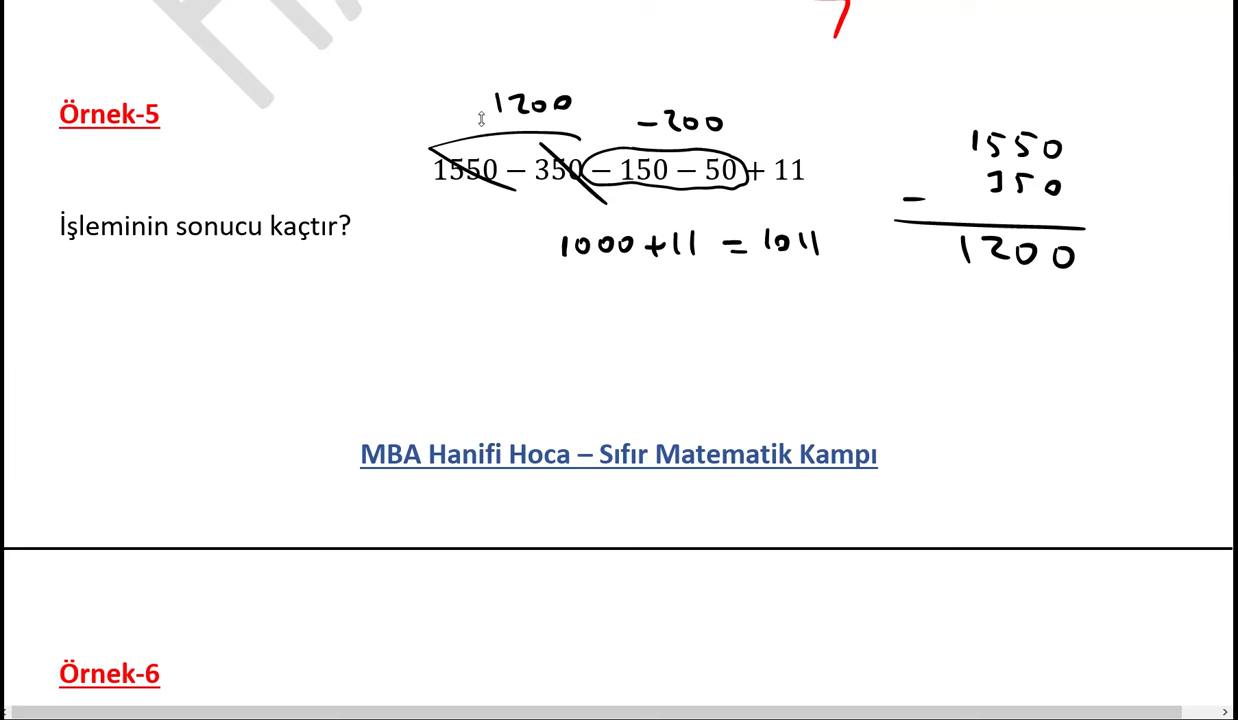 Örnek-5
1200
-200
1550 − 350 − 150 − 50 + 11
İşleminin sonucu kaçtır?
1000 + 11 = 1011
1550
350
−
1200
MBA Hanifi Hoca – Sıfır Matematik Kampı
Örnek-6